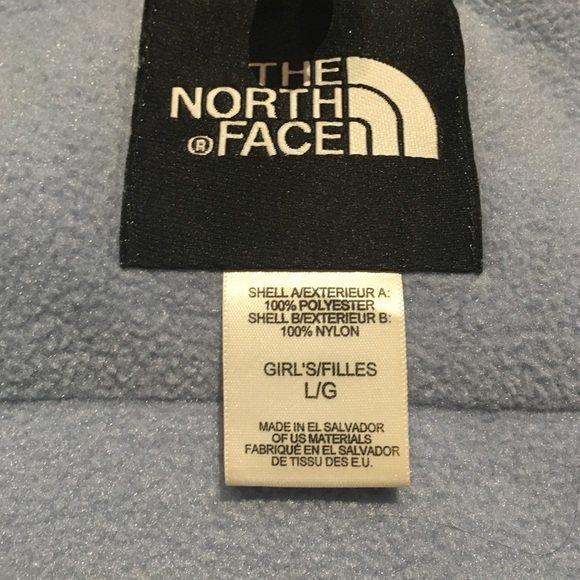 THE
NORTH
® FACE
SHELL A/EXTERIEUR A:
100% POLYESTER
SHELL B/EXTERIEUR B:
100% NYLON
GIRL'S/FILLES
L/G
MADE IN EL SALVADOR
OF US MATERIALS
FABRIQUÉ EN EL SALVADOR
DE TISSU DES E.U.